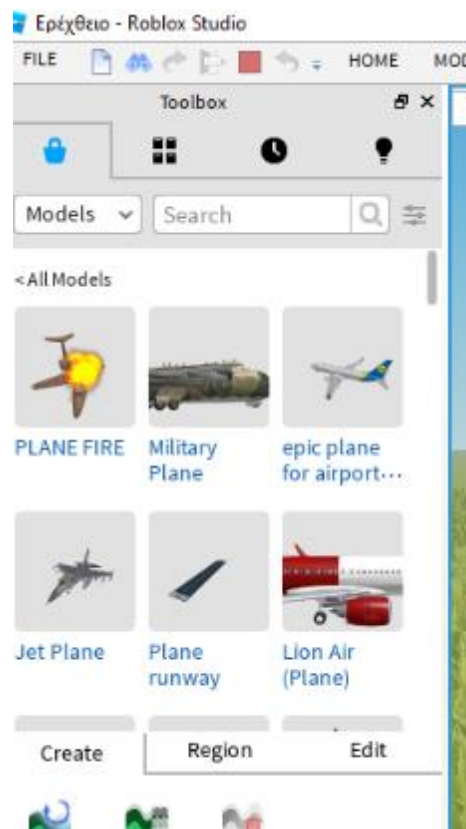 Ερέχθειο - Roblox Studio
FILE HOME
Toolbox
Models Search
<All Models
PLANE FIRE Military Plane epic plane for airport...
Jet Plane Plane runway Lion Air (Plane)
Create Region Edit